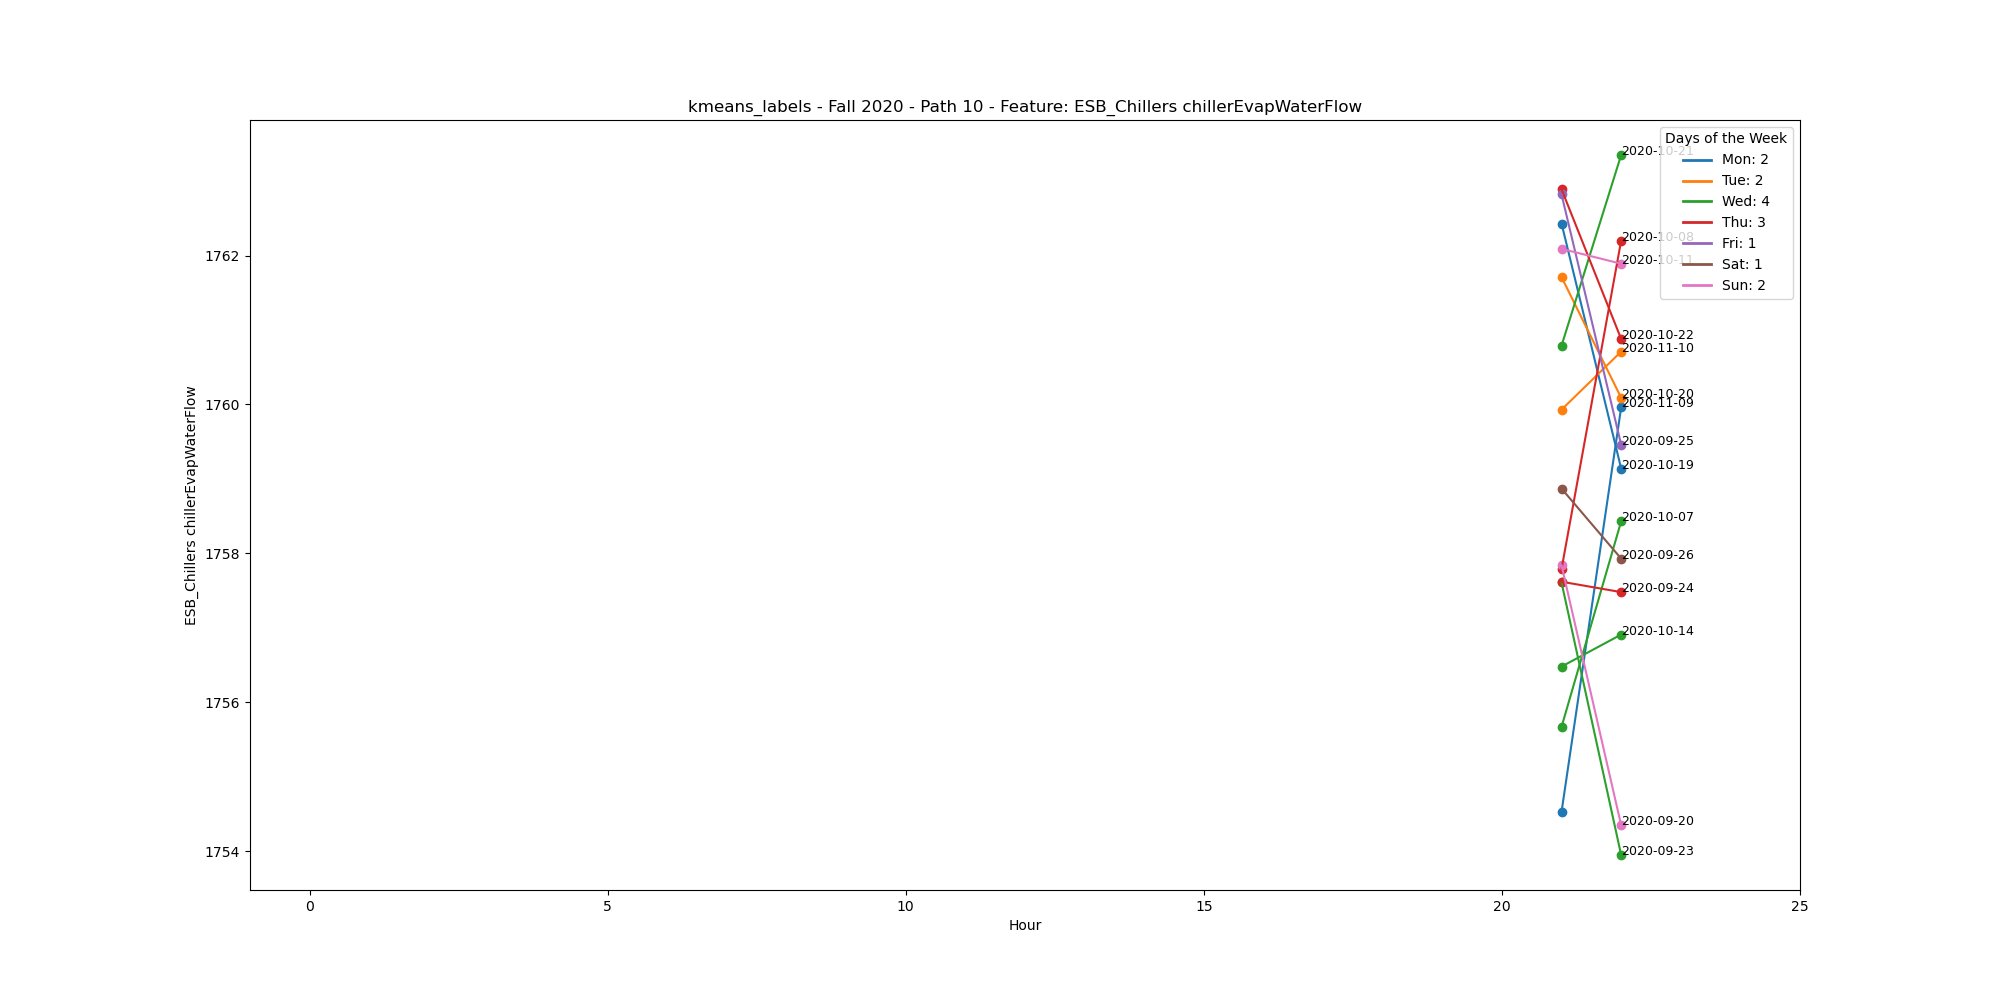 kmeans_labels - Fall 2020 - Path 10 - Feature: ESB_Chillers chillerEvapWaterFlow
Days of the Week
Mon: 2
Tue: 2
Wed: 4
Thu: 3
Fri: 1
Sat: 1
Sun: 2
2020-10-21
2020-10-08
2020-10-11
2020-10-22
2020-11-10
2020-10-20
2020-11-09
2020-09-25
2020-10-19
2020-10-07
2020-09-26
2020-09-24
2020-10-14
2020-09-20
2020-09-23
ESB_Chillers chillerEvapWaterFlow
1762
1760
1758
1756
1754
0 5 10 15 20 25
Hour